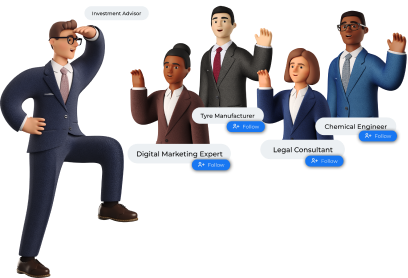 Investment Advisor
Tyre Manufacturer
Follow
Chemical Engineer
Follow
Digital Marketing Expert
Follow
Legal Consultant
Follow